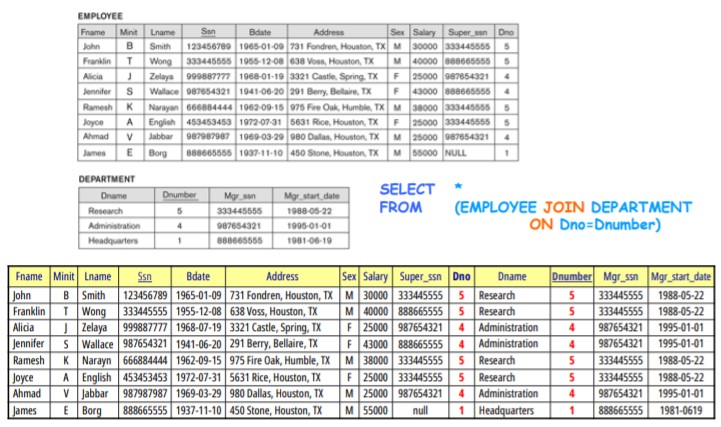 EMPLOYEE
Fname Minit Lname Ssn Bdate Address Sex Salary Super_ssn Dno
John B Smith 123456789 1965-01-09 731 Fondren, Houston, TX M 30000 333445555 5
Franklin T Wong 333445555 1955-12-08 638 Voss, Houston, TX M 40000 888665555 5
Alicia J Zelaya 999887777 1968-01-19 3321 Castle, Spring, TX F 25000 987654321 4
Jennifer S Wallace 987654321 1941-06-20 291 Berry, Bellaire, TX F 43000 888665555 4
Ramesh K Narayan 666884444 1962-09-15 975 Fire Oak, Humble, TX M 38000 333445555 5
Joyce A English 453453453 1972-07-31 5631 Rice, Houston, TX F 25000 333445555 5
Ahmad V Jabbar 987987987 1969-03-29 980 Dallas, Houston, TX M 25000 987654321 4
James E Borg 888665555 1937-11-10 450 Stone, Houston, TX M 55000 NULL 1
DEPARTMENT
Dname Dnumber Mgr_ssn Mgr_start_date
Research 5 333445555 1988-05-22
Administration 4 987654321 1995-01-01
Headquarters 1 888665555 1981-06-19
SELECT *
FROM (EMPLOYEE JOIN DEPARTMENT
ON Dno=Dnumber)
Fname Minit Lname Ssn Bdate Address Sex Salary Super_ssn Dno Dname Dnumber Mgr_ssn Mgr_start_date
John B Smith 123456789 1965-01-09 731 Fondren, Houston, TX M 30000 333445555 5 Research 5 333445555 1988-05-22
Franklin T Wong 333445555 1955-12-08 638 Voss, Houston, TX M 40000 888665555 5 Research 5 333445555 1988-05-22
Alicia J Zelaya 999887777 1968-07-19 3321 Castle, Spring, TX F 25000 987654321 4 Administration 4 987654321 1995-01-01
Jennifer S Wallace 987654321 1941-06-20 291 Berry, Bellaire, TX F 43000 888665555 4 Administration 4 987654321 1995-01-01
Ramesh K Narayn 666884444 1962-09-15 975 Fire Oak, Humble, TX M 38000 333445555 5 Research 5 333445555 1988-05-22
Joyce A English 453453453 1972-07-31 5631 Rice, Houston, TX F 25000 333445555 5 Research 5 333445555 1988-05-22
Ahmad V Jabbar 987987987 1969-03-29 980 Dallas, Houston, TX M 25000 987654321 4 Administration 4 987654321 1995-01-01
James E Borg 888665555 1937-11-10 450 Stone, Houston, TX M 55000 null 1 Headquarters 1 888665555 1981-0619